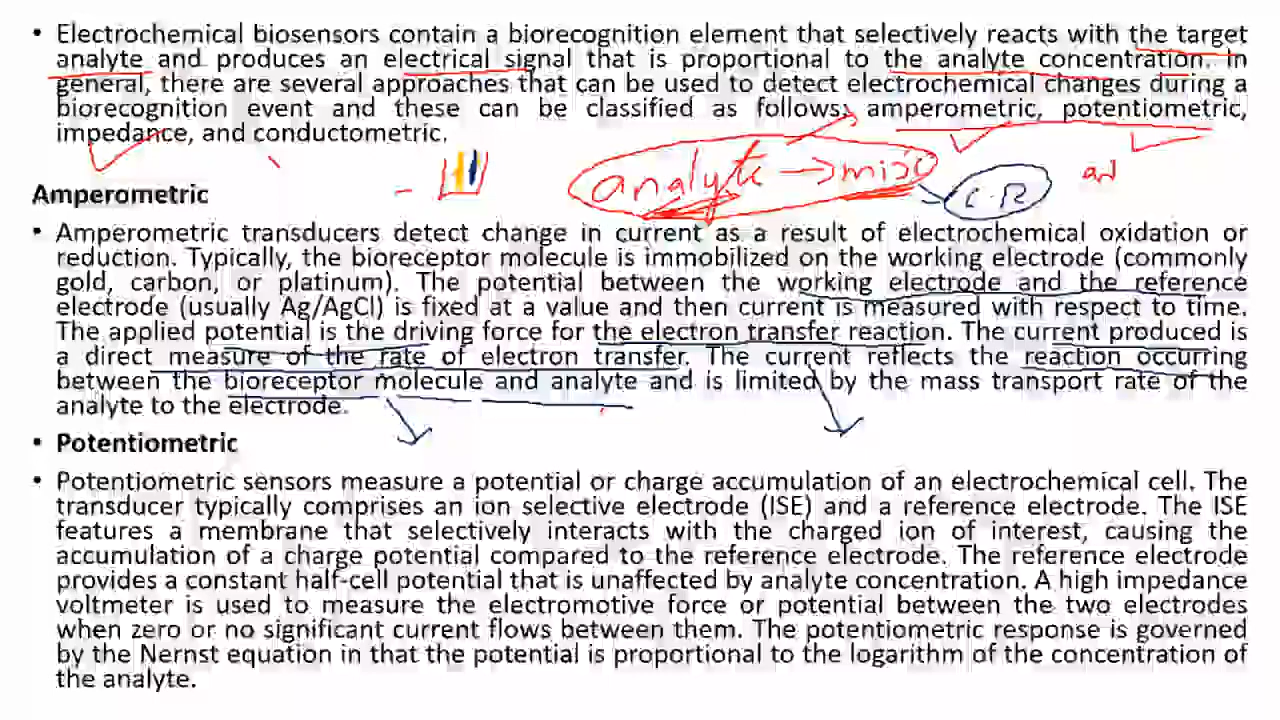 • Electrochemical biosensors contain a biorecognition element that selectively reacts with the target
analyte and produces an electrical signal that is proportional to the analyte concentration. In
general, there are several approaches that can be used to detect electrochemical changes during a
biorecognition event and these can be classified as follows: amperometric, potentiometric,
impedance, and conductometric.
analyte → 
Amperometric
• Amperometric transducers detect change in current as a result of electrochemical oxidation or
reduction. Typically, the bioreceptor molecule is immobilized on the working electrode (commonly
gold, carbon, or platinum). The potential between the working electrode and the reference
electrode (usually Ag/AgCl) is fixed at a value and then current is measured with respect to time.
The applied potential is the driving force for the electron transfer reaction. The current produced is
a direct measure of the rate of electron transfer. The current reflects the reaction occurring
between the bioreceptor molecule and analyte and is limited by the mass transport rate of the
analyte to the electrode.
• Potentiometric
• Potentiometric sensors measure a potential or charge accumulation of an electrochemical cell. The
transducer typically comprises an ion selective electrode (ISE) and a reference electrode. The ISE
features a membrane that selectively interacts with the charged ion of interest, causing the
accumulation of a charge potential compared to the reference electrode. The reference electrode
provides a constant half-cell potential that is unaffected by analyte concentration. A high impedance
voltmeter is used to measure the electromotive force or potential between the two electrodes
when zero or no significant current flows between them. The potentiometric response is governed
by the Nernst equation in that the potential is proportional to the logarithm of the concentration of
the analyte.